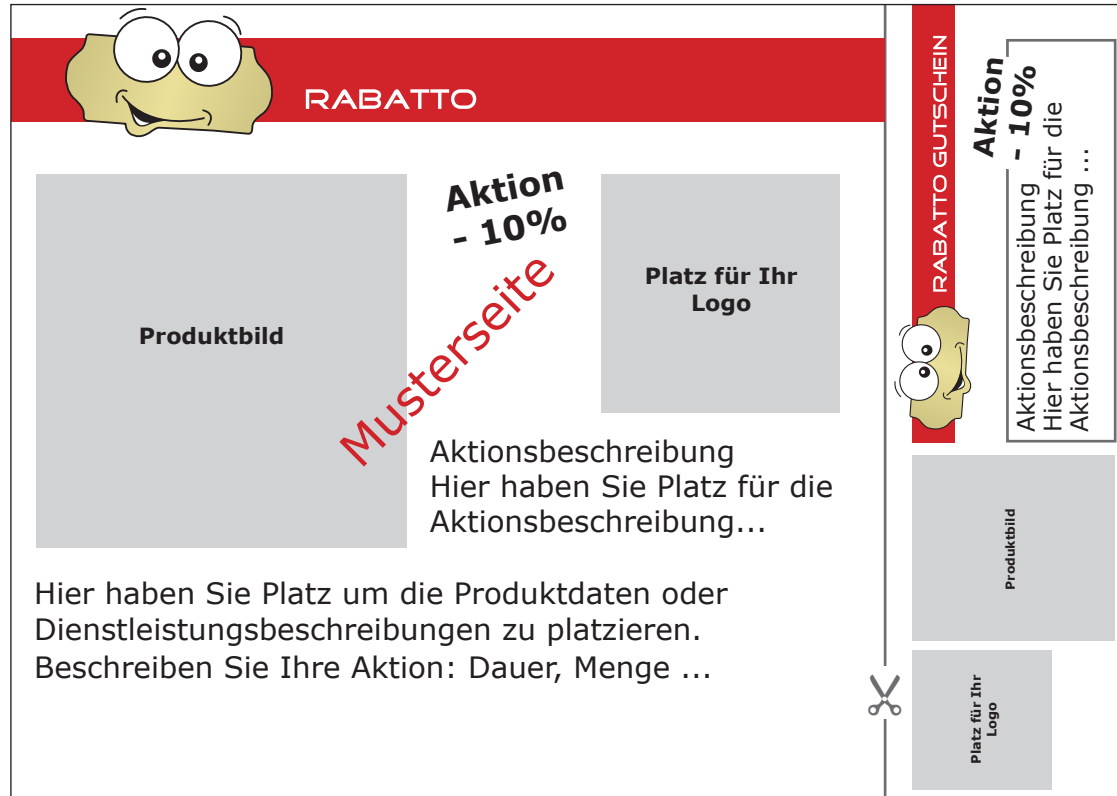 RABATTO
Aktion
- 10%
Produktbild
Musterseite
Platz für Ihr
Logo
Aktionsbeschreibung
Hier haben Sie Platz für die
Aktionsbeschreibung...
Hier haben Sie Platz um die Produktdaten oder
Dienstleistungsbeschreibungen zu platzieren.
Beschreiben Sie Ihre Aktion: Dauer, Menge ...
RABATTO GUTSCHEIN
Aktion
- 10%
Aktionsbeschreibung
Hier haben Sie Platz für die
Aktionsbeschreibung ...
Produktbild
Platz für Ihr
Logo